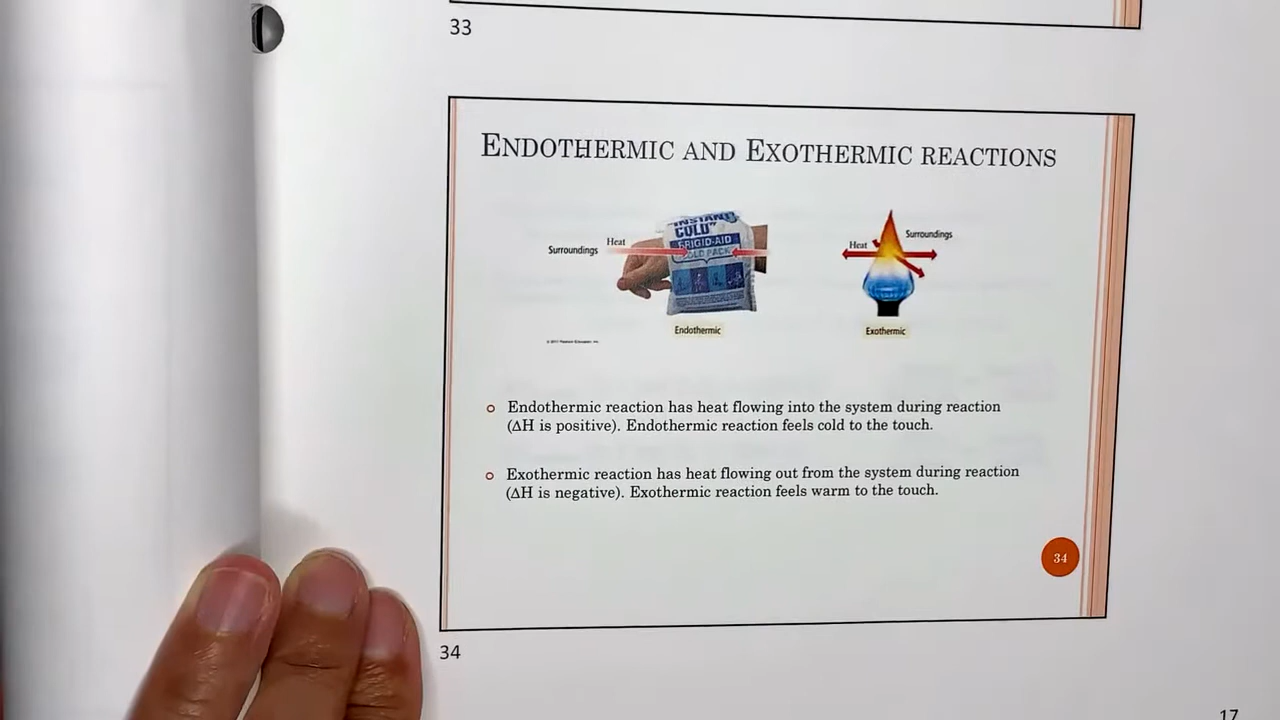 33
ENDOTHERMIC AND EXOTHERMIC REACTIONS
"INSTANT
COLD"
FRIGID-AID
COLD PACK
Surroundings
Heat
Endothermic
Heat
Surroundings
Exothermic
Endothermic reaction has heat flowing into the system during reaction
(ΔH is positive). Endothermic reaction feels cold to the touch.
Exothermic reaction has heat flowing out from the system during reaction
(ΔH is negative). Exothermic reaction feels warm to the touch.
34
34
17